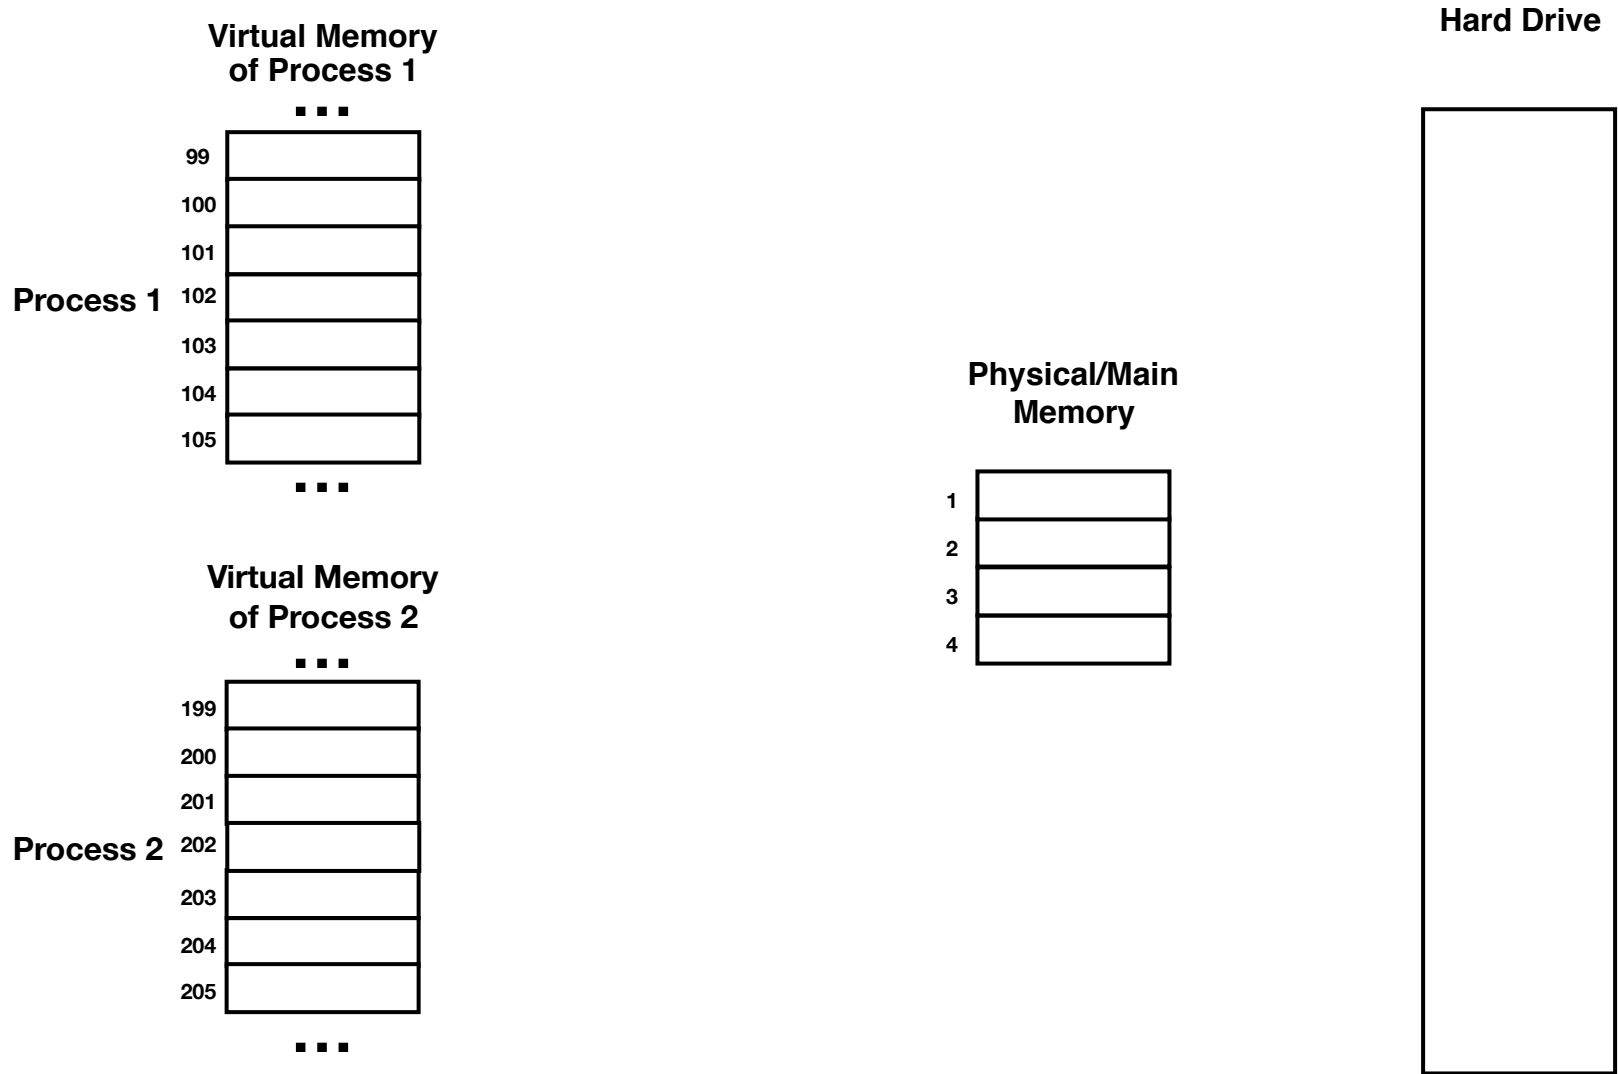 Virtual Memory
of Process 1
...
99
100
101
Process 1 102
103
104
105
...
Virtual Memory
of Process 2
...
199
200
201
Process 2 202
203
204
205
...
Physical/Main
Memory
1
2
3
4
Hard Drive